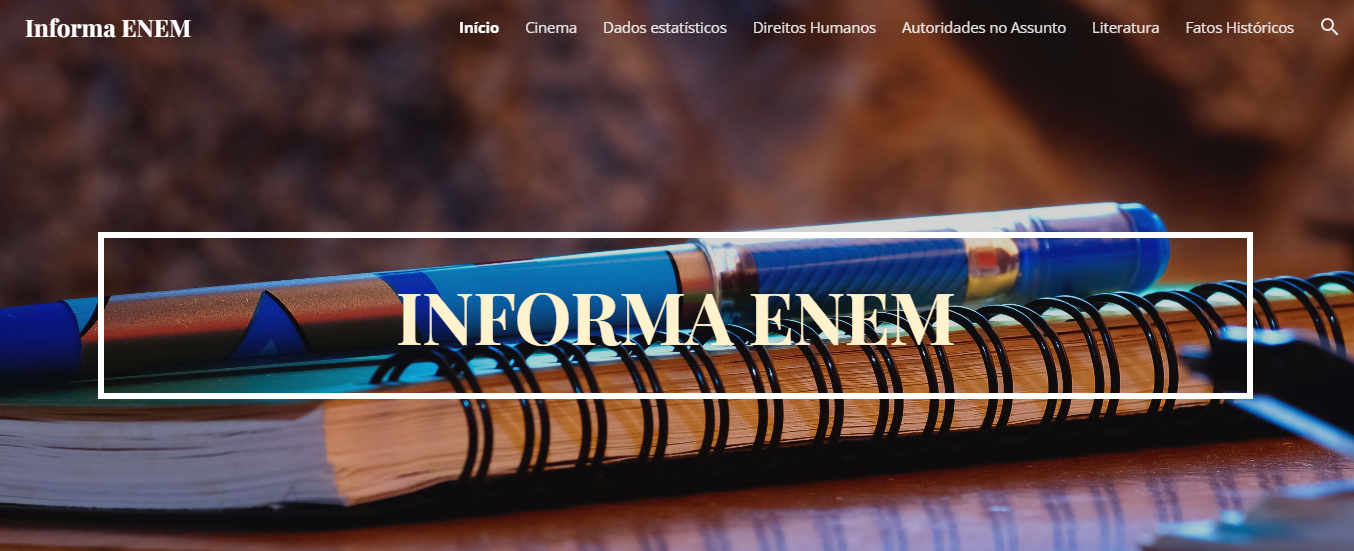 Informa ENEM
Início Cinema Dados estatísticos Direitos Humanos Autoridades no Assunto Literatura Fatos Históricos
INFORMA ENEM